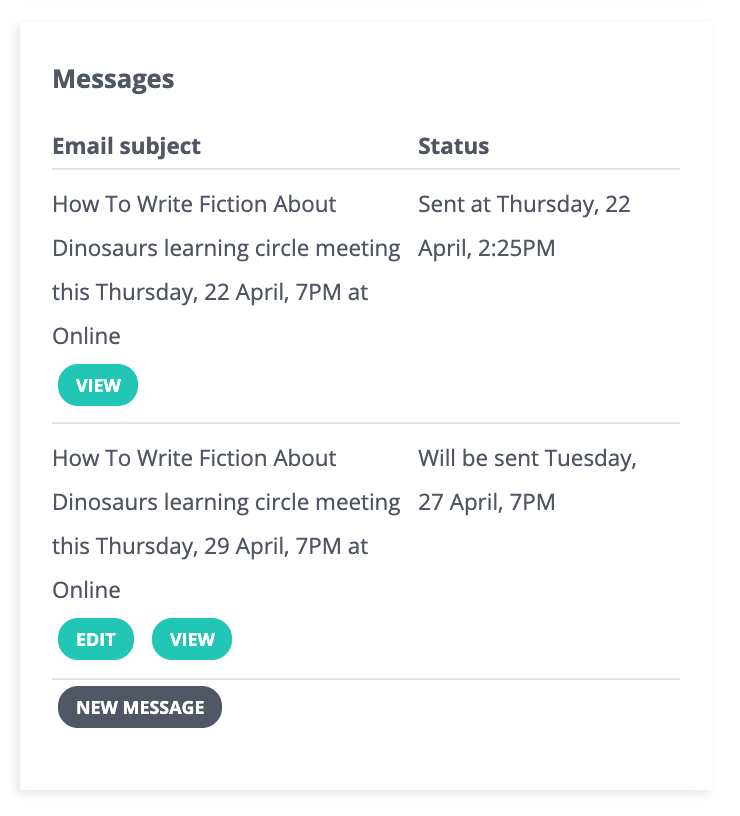 Messages
Email subject Status
How To Write Fiction About
Dinosaurs learning circle meeting
this Thursday, 22 April, 7PM at
Online
Sent at Thursday, 22
April, 2:25PM
VIEW
How To Write Fiction About
Dinosaurs learning circle meeting
this Thursday, 29 April, 7PM at
Online
Will be sent Tuesday,
27 April, 7PM
EDIT VIEW
NEW MESSAGE